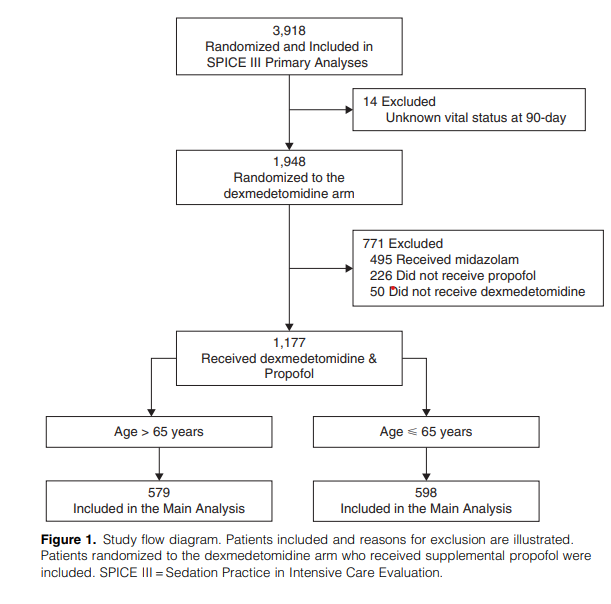 3,918
Randomized and Included in
SPICE III Primary Analyses
14 Excluded
Unknown vital status at 90-day
1,948
Randomized to the
dexmedetomidine arm
771 Excluded
495 Received midazolam
226 Did not receive propofol
50 Did not receive dexmedetomidine
1,177
Received dexmedetomidine &
Propofol
Age > 65 years
Age ⩽ 65 years
579
Included in the Main Analysis
598
Included in the Main Analysis
Figure 1. Study flow diagram. Patients included and reasons for exclusion are illustrated.
Patients randomized to the dexmedetomidine arm who received supplemental propofol were
included. SPICE III = Sedation Practice in Intensive Care Evaluation.